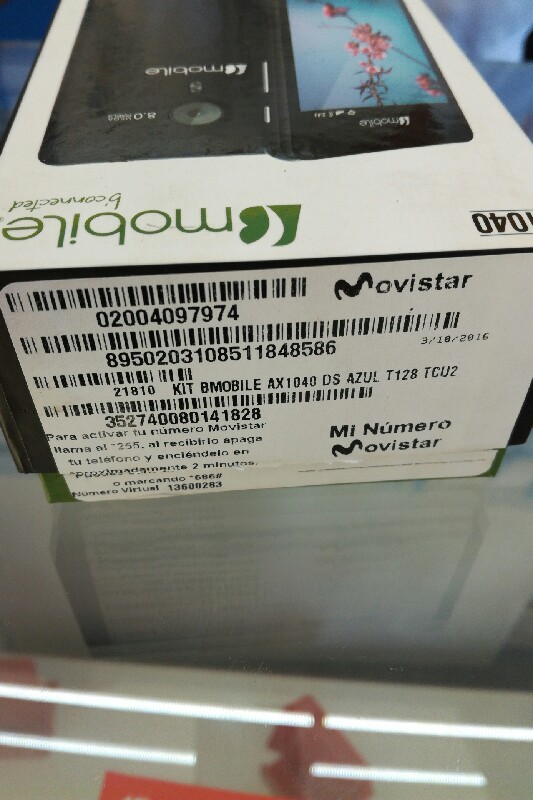 bmobile
8.0
bmobile
bmobile
b'connected
1040
Movistar
02004097974
8950203108511848586
3/10/2016
21810 KIT BMOBILE AX1040 DS AZUL T128 TCU2
352740080141828
Para activar tu número Movistar
llama al *255, al recibirlo apaga
tu teléfono y enciéndelo en
aproximadamente 2 minutos.
o marcando *686#
Número Virtual 13600283
Mi Número
Movistar